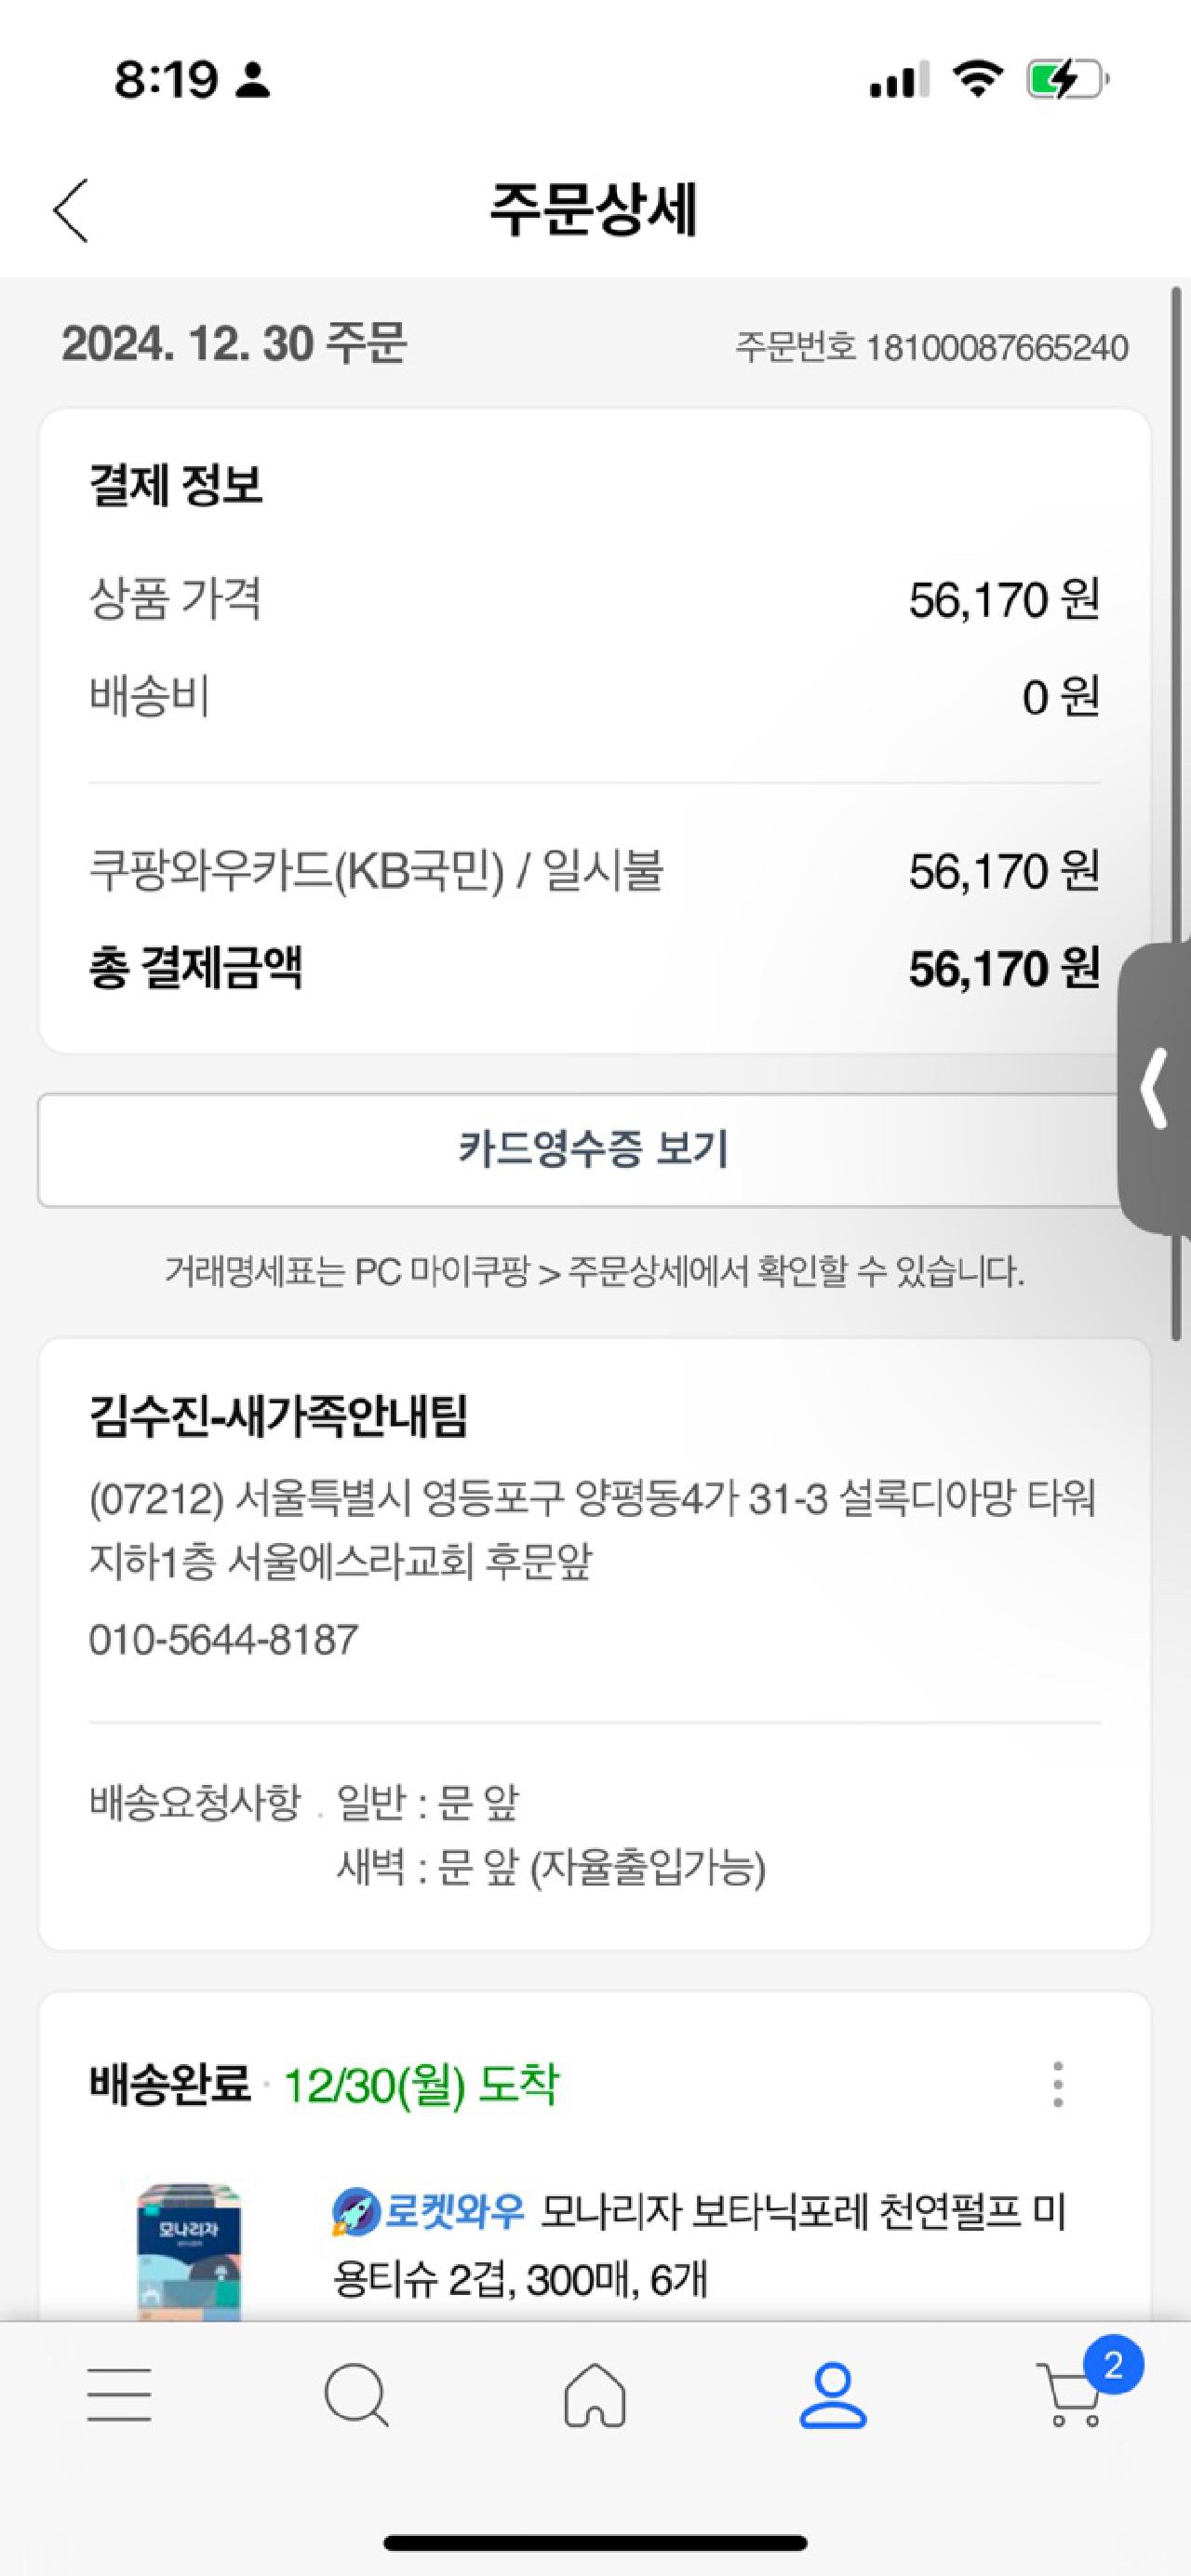 8:19
주문상세
2024. 12. 30 주문
주문번호 18100087665240
결제 정보
상품 가격 56,170 원
배송비 0 원
쿠팡와우카드(KB국민) / 일시불 56,170 원
총 결제금액 56,170 원
카드영수증 보기
거래명세표는 PC 마이쿠팡 > 주문상세에서 확인할 수 있습니다.
김수진-새가족안내팀
(07212) 서울특별시 영등포구 양평동4가 31-3 설록디아망 타워
지하1층 서울에스라교회 후문앞
010-5644-8187
배송요청사항 . 일반 : 문 앞
새벽 : 문 앞 (자율출입가능)
배송완료 · 12/30(월) 도착
모나리자
로켓와우 모나리자 보타닉포레 천연펄프 미
용티슈 2겹, 300매, 6개
2